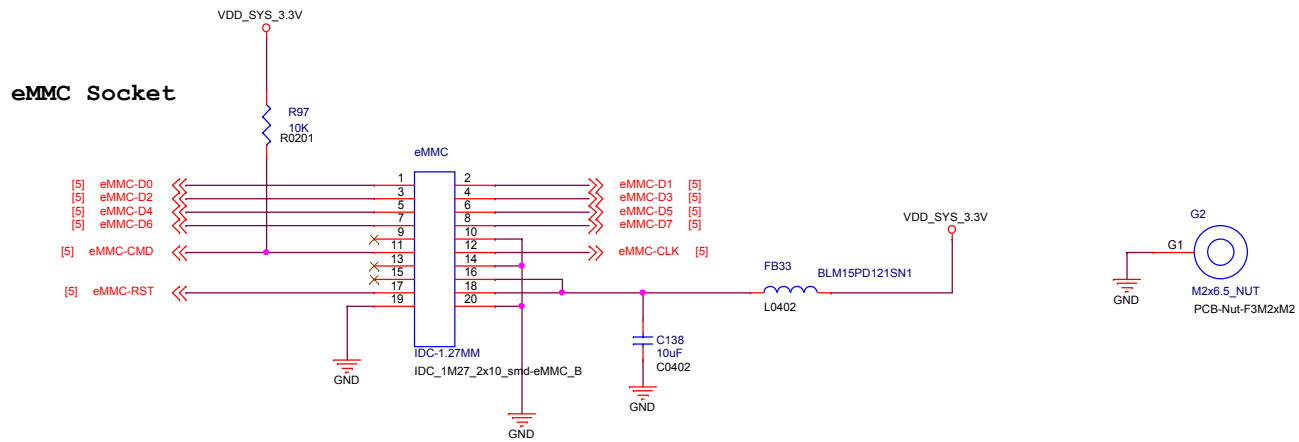 VDD_SYS_3.3V
eMMC Socket
R97
10K
R0201
eMMC
[5] eMMC-D0 1 2 eMMC-D1 [5]
[5] eMMC-D2 3 4 eMMC-D3 [5]
[5] eMMC-D4 5 6 eMMC-D5 [5]
[5] eMMC-D6 7 8 eMMC-D7 [5]
9 10
[5] eMMC-CMD 11 12 eMMC-CLK [5]
13 14
15 16
[5] eMMC-RST 17 18
19 20
IDC-1.27MM
IDC_1M27_2x10_smd-eMMC_B
GND
GND
VDD_SYS_3.3V
FB33 BLM15PD121SN1
L0402
C138
10uF
C0402
GND
G2
G1
GND
M2x6.5_NUT
PCB-Nut-F3M2xM2